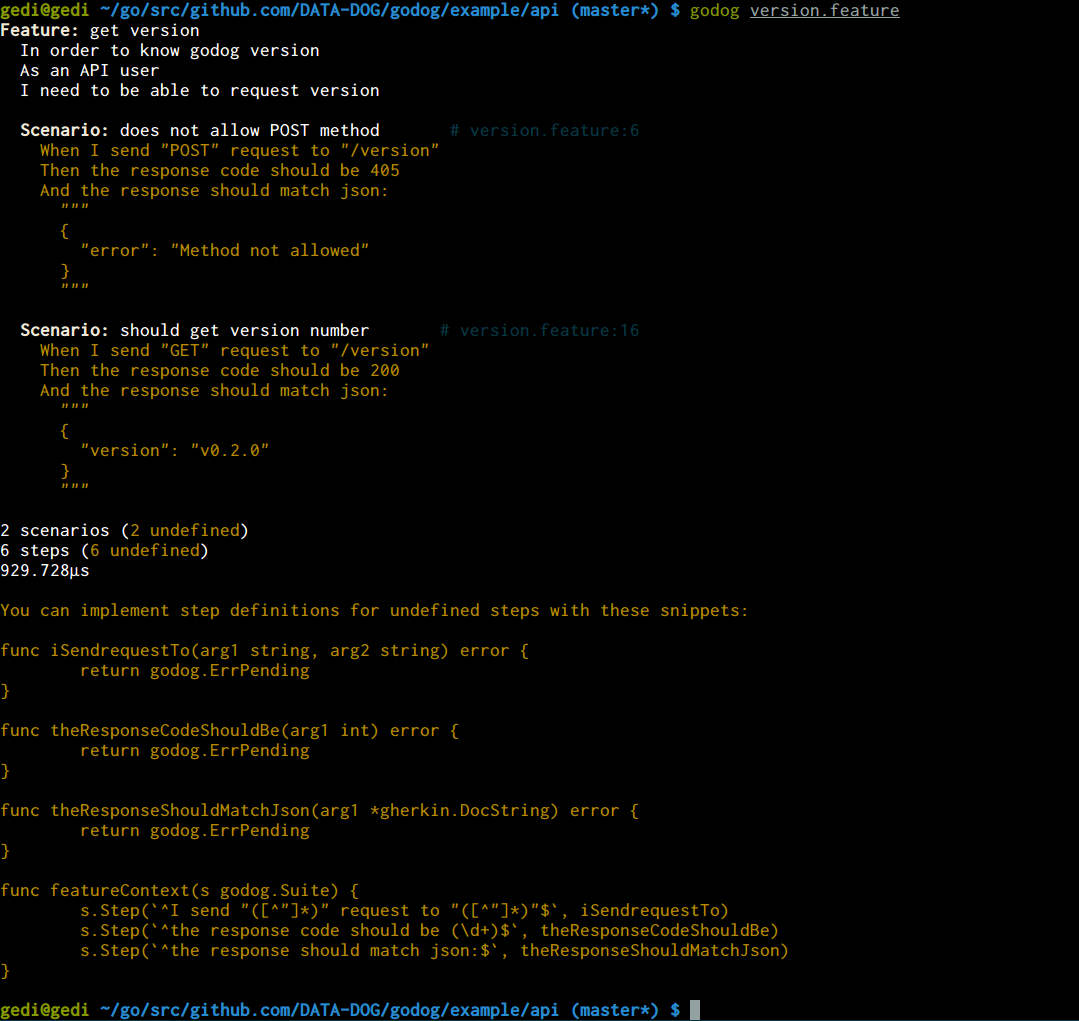 gedi@gedi ~/go/src/github.com/DATA-DOG/godog/example/api (master*) $ godog version.feature
Feature: get version
  In order to know godog version
  As an API user
  I need to be able to request version

  Scenario: does not allow POST method       # version.feature:6
    When I send "POST" request to "/version"
    Then the response code should be 405
    And the response should match json:
      """
      {
        "error": "Method not allowed"
      }
      """

  Scenario: should get version number       # version.feature:16
    When I send "GET" request to "/version"
    Then the response code should be 200
    And the response should match json:
      """
      {
        "version": "v0.2.0"
      }
      """

2 scenarios (2 undefined)
6 steps (6 undefined)
929.728µs

You can implement step definitions for undefined steps with these snippets:

func iSendrequestTo(arg1 string, arg2 string) error {
        return godog.ErrPending
}

func theResponseCodeShouldBe(arg1 int) error {
        return godog.ErrPending
}

func theResponseShouldMatchJson(arg1 *gherkin.DocString) error {
        return godog.ErrPending
}

func featureContext(s godog.Suite) {
        s.Step(`^I send "([^"]*)" request to "([^"]*)"$`, iSendrequestTo)
        s.Step(`^the response code should be (\d+)$`, theResponseCodeShouldBe)
        s.Step(`^the response should match json:$`, theResponseShouldMatchJson)
}

gedi@gedi ~/go/src/github.com/DATA-DOG/godog/example/api (master*) $